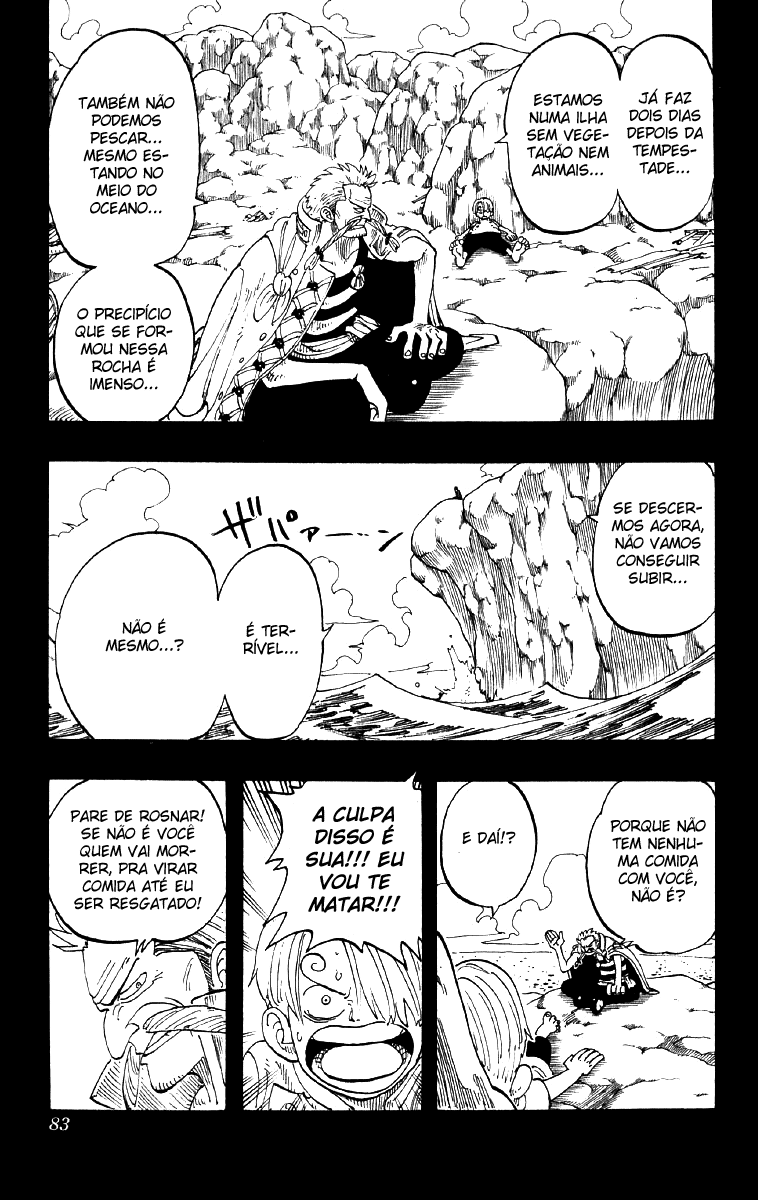 JÁ FAZ
DOIS DIAS
DEPOIS DA
TEMPES-
TADE...
ESTAMOS
NUMA ILHA
SEM VEGE-
TAÇÃO NEM
ANIMAIS...
TAMBÉM NÃO
PODEMOS
PESCAR...
MESMO ES-
TANDO NO
MEIO DO
OCEANO...
O PRECIPÍCIO
QUE SE FOR-
MOU NESSA
ROCHA É
IMENSO...
SE DESCER-
MOS AGORA,
NÃO VAMOS
CONSEGUIR
SUBIR...
ザパァーン
É TER-
RÍVEL...
NÃO É
MESMO...?
PORQUE NÃO
TEM NENHU-
MA COMIDA
COM VOCÊ,
NÃO É?
E DAÍ!?
A CULPA
DISSO É
SUA!!! EU
VOU TE
MATAR!!!
PARE DE ROSNAR!
SE NÃO É VOCÊ
QUEM VAI MOR-
RER, PRA VIRAR
COMIDA ATÉ EU
SER RESGATADO!
83